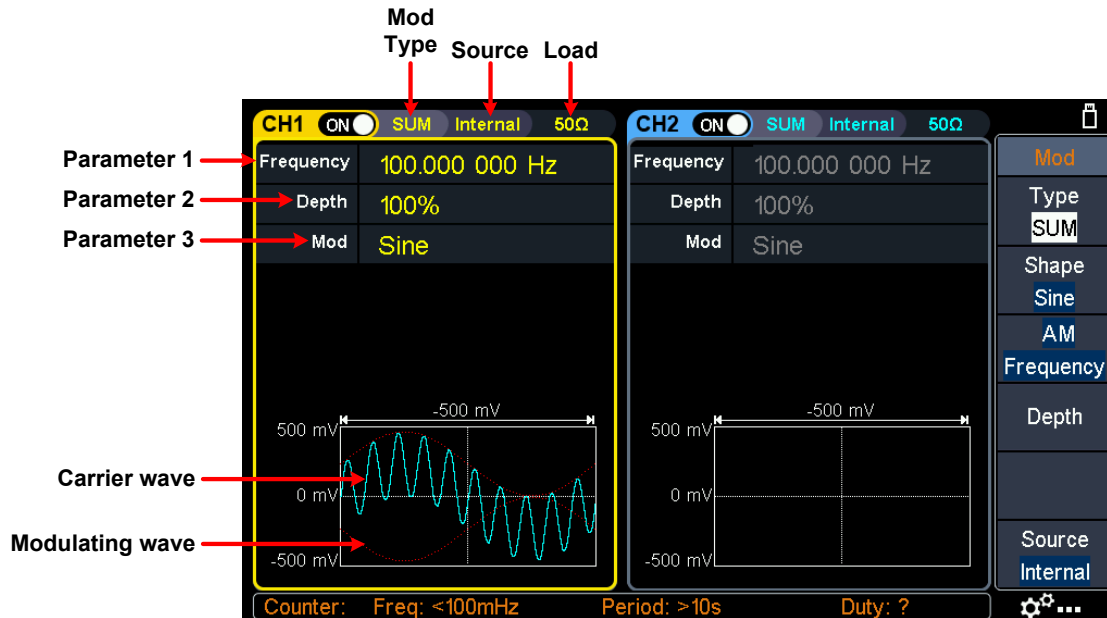 Mod
Type Source Load
CH1 ON SUM Internal 50Ω
CH2 ON SUM Internal 50Ω
Parameter 1
Frequency 100.000 000 Hz
Frequency 100.000 000 Hz
Mod
Parameter 2
Depth 100%
Depth 100%
Type
SUM
Parameter 3
Mod Sine
Mod Sine
Shape
Sine
AM
Frequency
Depth
-500 mV
500 mV
0 mV
-500 mV
-500 mV
500 mV
0 mV
-500 mV
Carrier wave
Modulating wave
Source
Internal
Counter: Freq: <100mHz Period: >10s Duty: ?